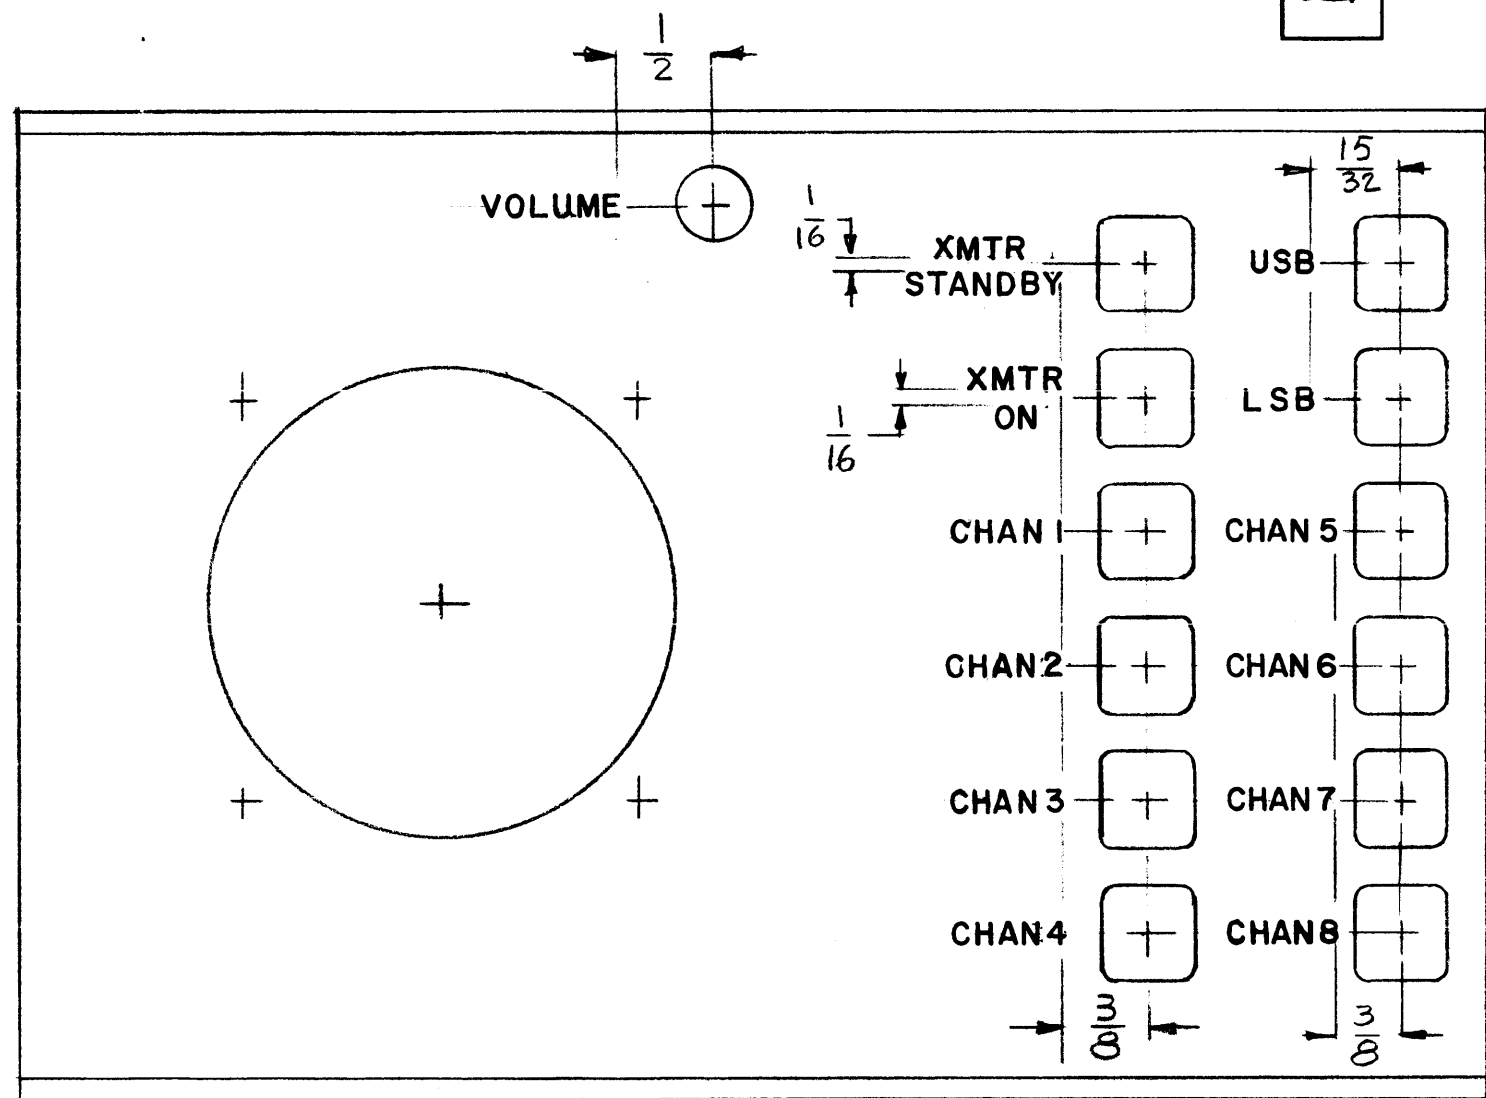 1/2
15/32
VOLUME
1/16
XMTR
STANDBY
USB
XMTR
ON
LSB
1/16
CHAN 1
CHAN 5
CHAN 2
CHAN 6
CHAN 3
CHAN 7
CHAN 4
CHAN 8
3/8
3/8